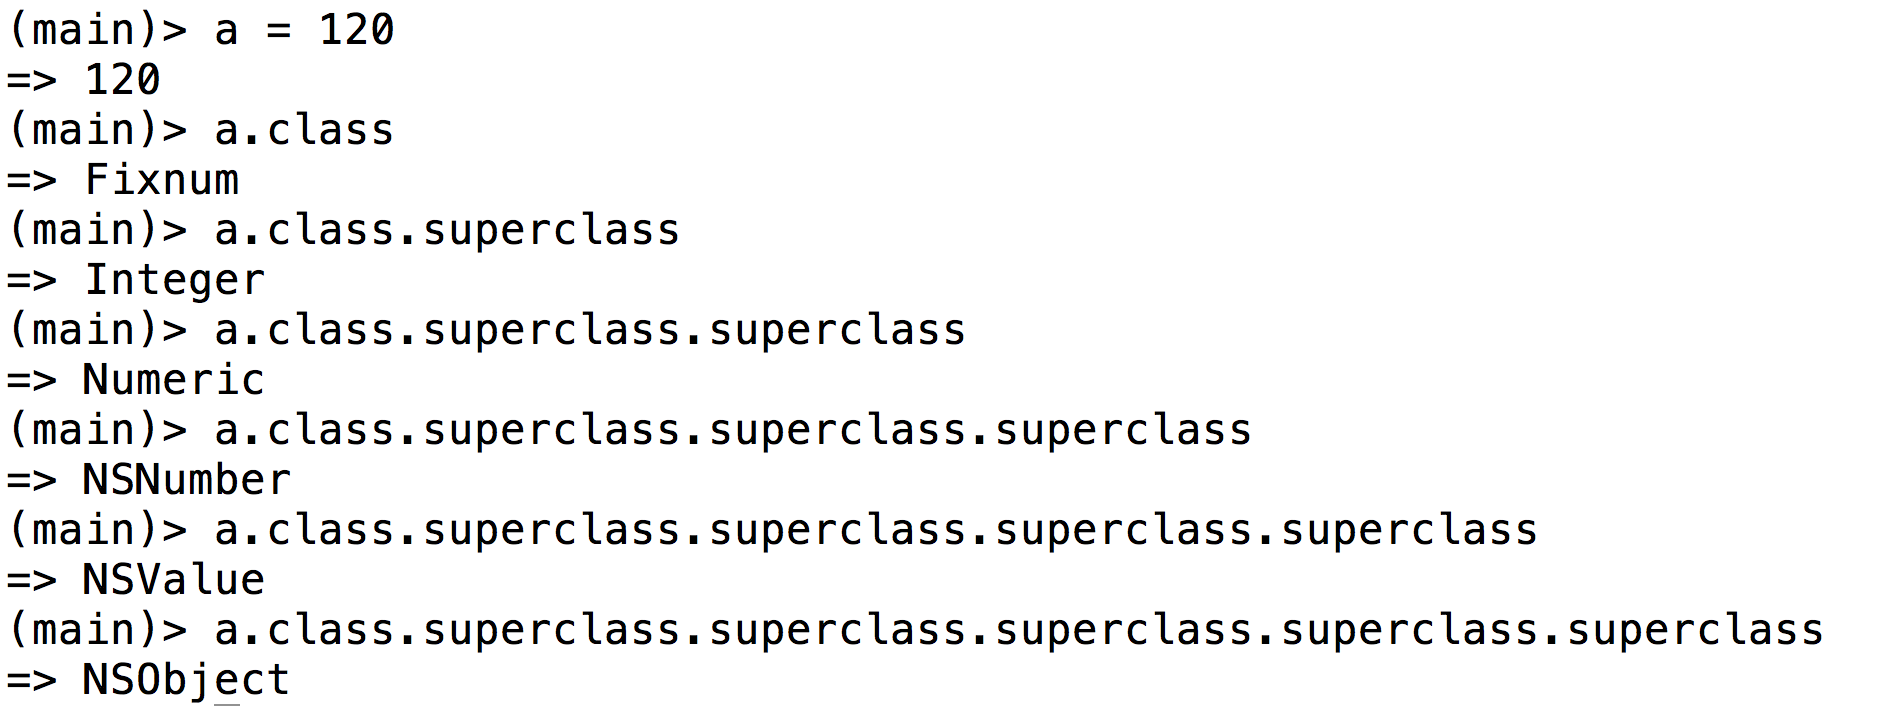 (main)> a = 120
=> 120
(main)> a.class
=> Fixnum
(main)> a.class.superclass
=> Integer
(main)> a.class.superclass.superclass
=> Numeric
(main)> a.class.superclass.superclass.superclass
=> NSNumber
(main)> a.class.superclass.superclass.superclass.superclass
=> NSValue
(main)> a.class.superclass.superclass.superclass.superclass.superclass
=> NSObject